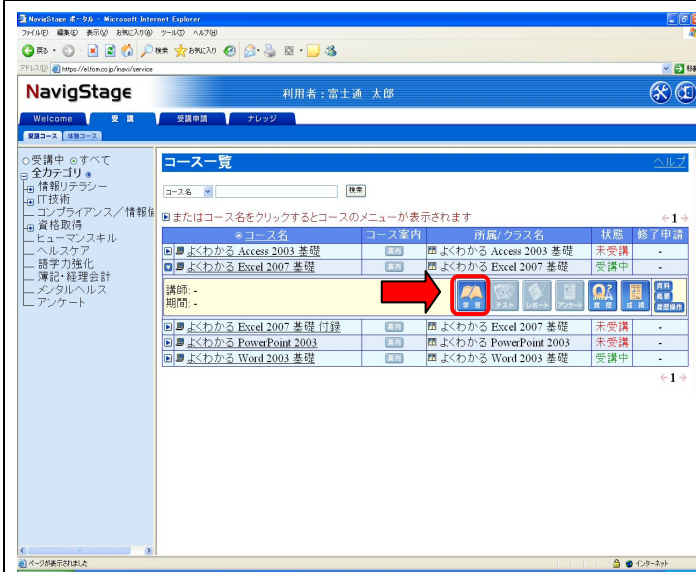 NavigStage ポータル - Microsoft Internet Explorer
ファイル(F) 編集(E) 表示(V) お気に入り(A) ツール(T) ヘルプ(H)
戻る 検索 お気に入り
アドレス(D) https://elfom.co.jp/inavi/service 移動
NavigStage 利用者：富士通 太郎
Welcome 受 講 受講申請 ナレッジ
受講コース 体験コース
受講中 すべて
全カテゴリ
情報リテラシー
IT技術
コンプライアンス／情報倫
資格取得
ヒューマンスキル
ヘルスケア
語学力強化
簿記・経理会計
メンタルヘルス
アンケート
コース一覧 ヘルプ
コース名 検索
またはコース名をクリックするとコースのメニューが表示されます ←1→
コース名 コース案内 所属/クラス名 状態 修了申請
よくわかる Access 2003 基礎 案内 よくわかる Access 2003 基礎 未受講 -
よくわかる Excel 2007 基礎 案内 よくわかる Excel 2007 基礎 受講中 -
講師: -
期間: -
学 習 テスト レポート アンケート Q&A 質 問 成 績 資料 概要 履歴操作
よくわかる Excel 2007 基礎 付録 案内 よくわかる Excel 2007 基礎 未受講 -
よくわかる PowerPoint 2003 案内 よくわかる PowerPoint 2003 未受講 -
よくわかる Word 2003 基礎 案内 よくわかる Word 2003 基礎 受講中 -
←1→
ページが表示されました インターネット